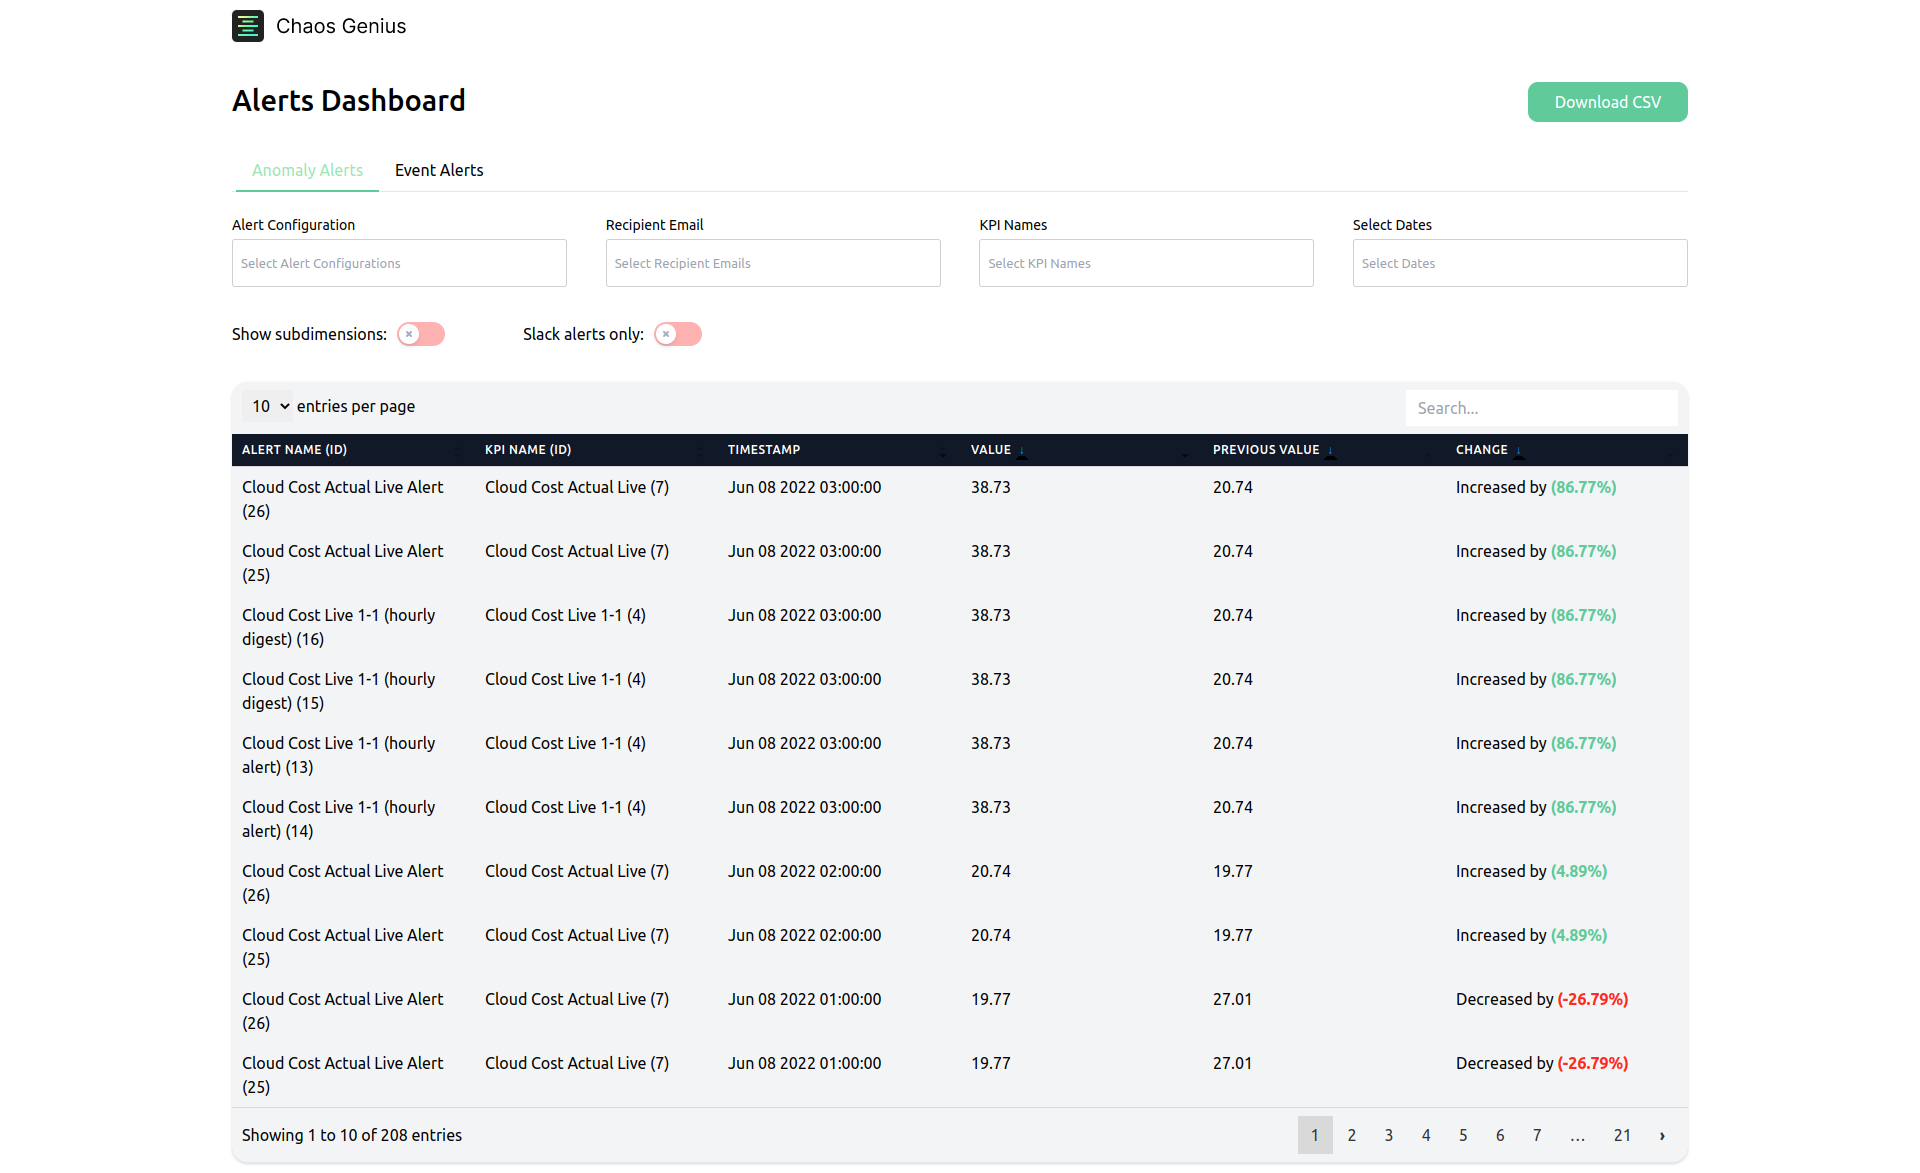 Chaos Genius
Alerts Dashboard
Download CSV
Anomaly Alerts Event Alerts
Alert Configuration Recipient Email KPI Names Select Dates
Select Alert Configurations Select Recipient Emails Select KPI Names Select Dates
Show subdimensions: Slack alerts only:
10 entries per page Search...
ALERT NAME (ID) KPI NAME (ID) TIMESTAMP VALUE ↓ PREVIOUS VALUE ↓ CHANGE ↓
Cloud Cost Actual Live Alert Cloud Cost Actual Live (7) Jun 08 2022 03:00:00 38.73 20.74 Increased by (86.77%)
(26)
Cloud Cost Actual Live Alert Cloud Cost Actual Live (7) Jun 08 2022 03:00:00 38.73 20.74 Increased by (86.77%)
(25)
Cloud Cost Live 1-1 (hourly Cloud Cost Live 1-1 (4) Jun 08 2022 03:00:00 38.73 20.74 Increased by (86.77%)
digest) (16)
Cloud Cost Live 1-1 (hourly Cloud Cost Live 1-1 (4) Jun 08 2022 03:00:00 38.73 20.74 Increased by (86.77%)
digest) (15)
Cloud Cost Live 1-1 (hourly Cloud Cost Live 1-1 (4) Jun 08 2022 03:00:00 38.73 20.74 Increased by (86.77%)
alert) (13)
Cloud Cost Live 1-1 (hourly Cloud Cost Live 1-1 (4) Jun 08 2022 03:00:00 38.73 20.74 Increased by (86.77%)
alert) (14)
Cloud Cost Actual Live Alert Cloud Cost Actual Live (7) Jun 08 2022 02:00:00 20.74 19.77 Increased by (4.89%)
(26)
Cloud Cost Actual Live Alert Cloud Cost Actual Live (7) Jun 08 2022 02:00:00 20.74 19.77 Increased by (4.89%)
(25)
Cloud Cost Actual Live Alert Cloud Cost Actual Live (7) Jun 08 2022 01:00:00 19.77 27.01 Decreased by (-26.79%)
(26)
Cloud Cost Actual Live Alert Cloud Cost Actual Live (7) Jun 08 2022 01:00:00 19.77 27.01 Decreased by (-26.79%)
(25)
Showing 1 to 10 of 208 entries 1 2 3 4 5 6 7 ... 21 ›